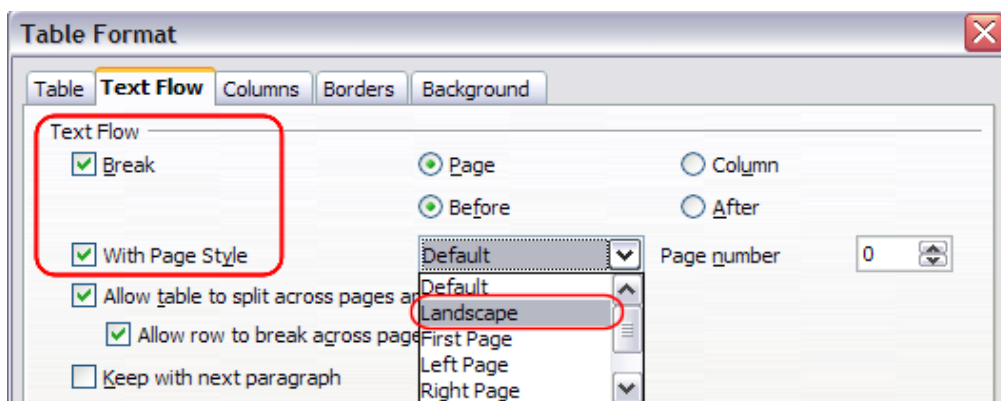 Table Format
Table Text Flow Columns Borders Background
Text Flow
Break Page Column
Before After
With Page Style Default Page number 0
Allow table to split across pages Default
Landscape
Allow row to break across First Page
Left Page
Keep with next paragraph Right Page